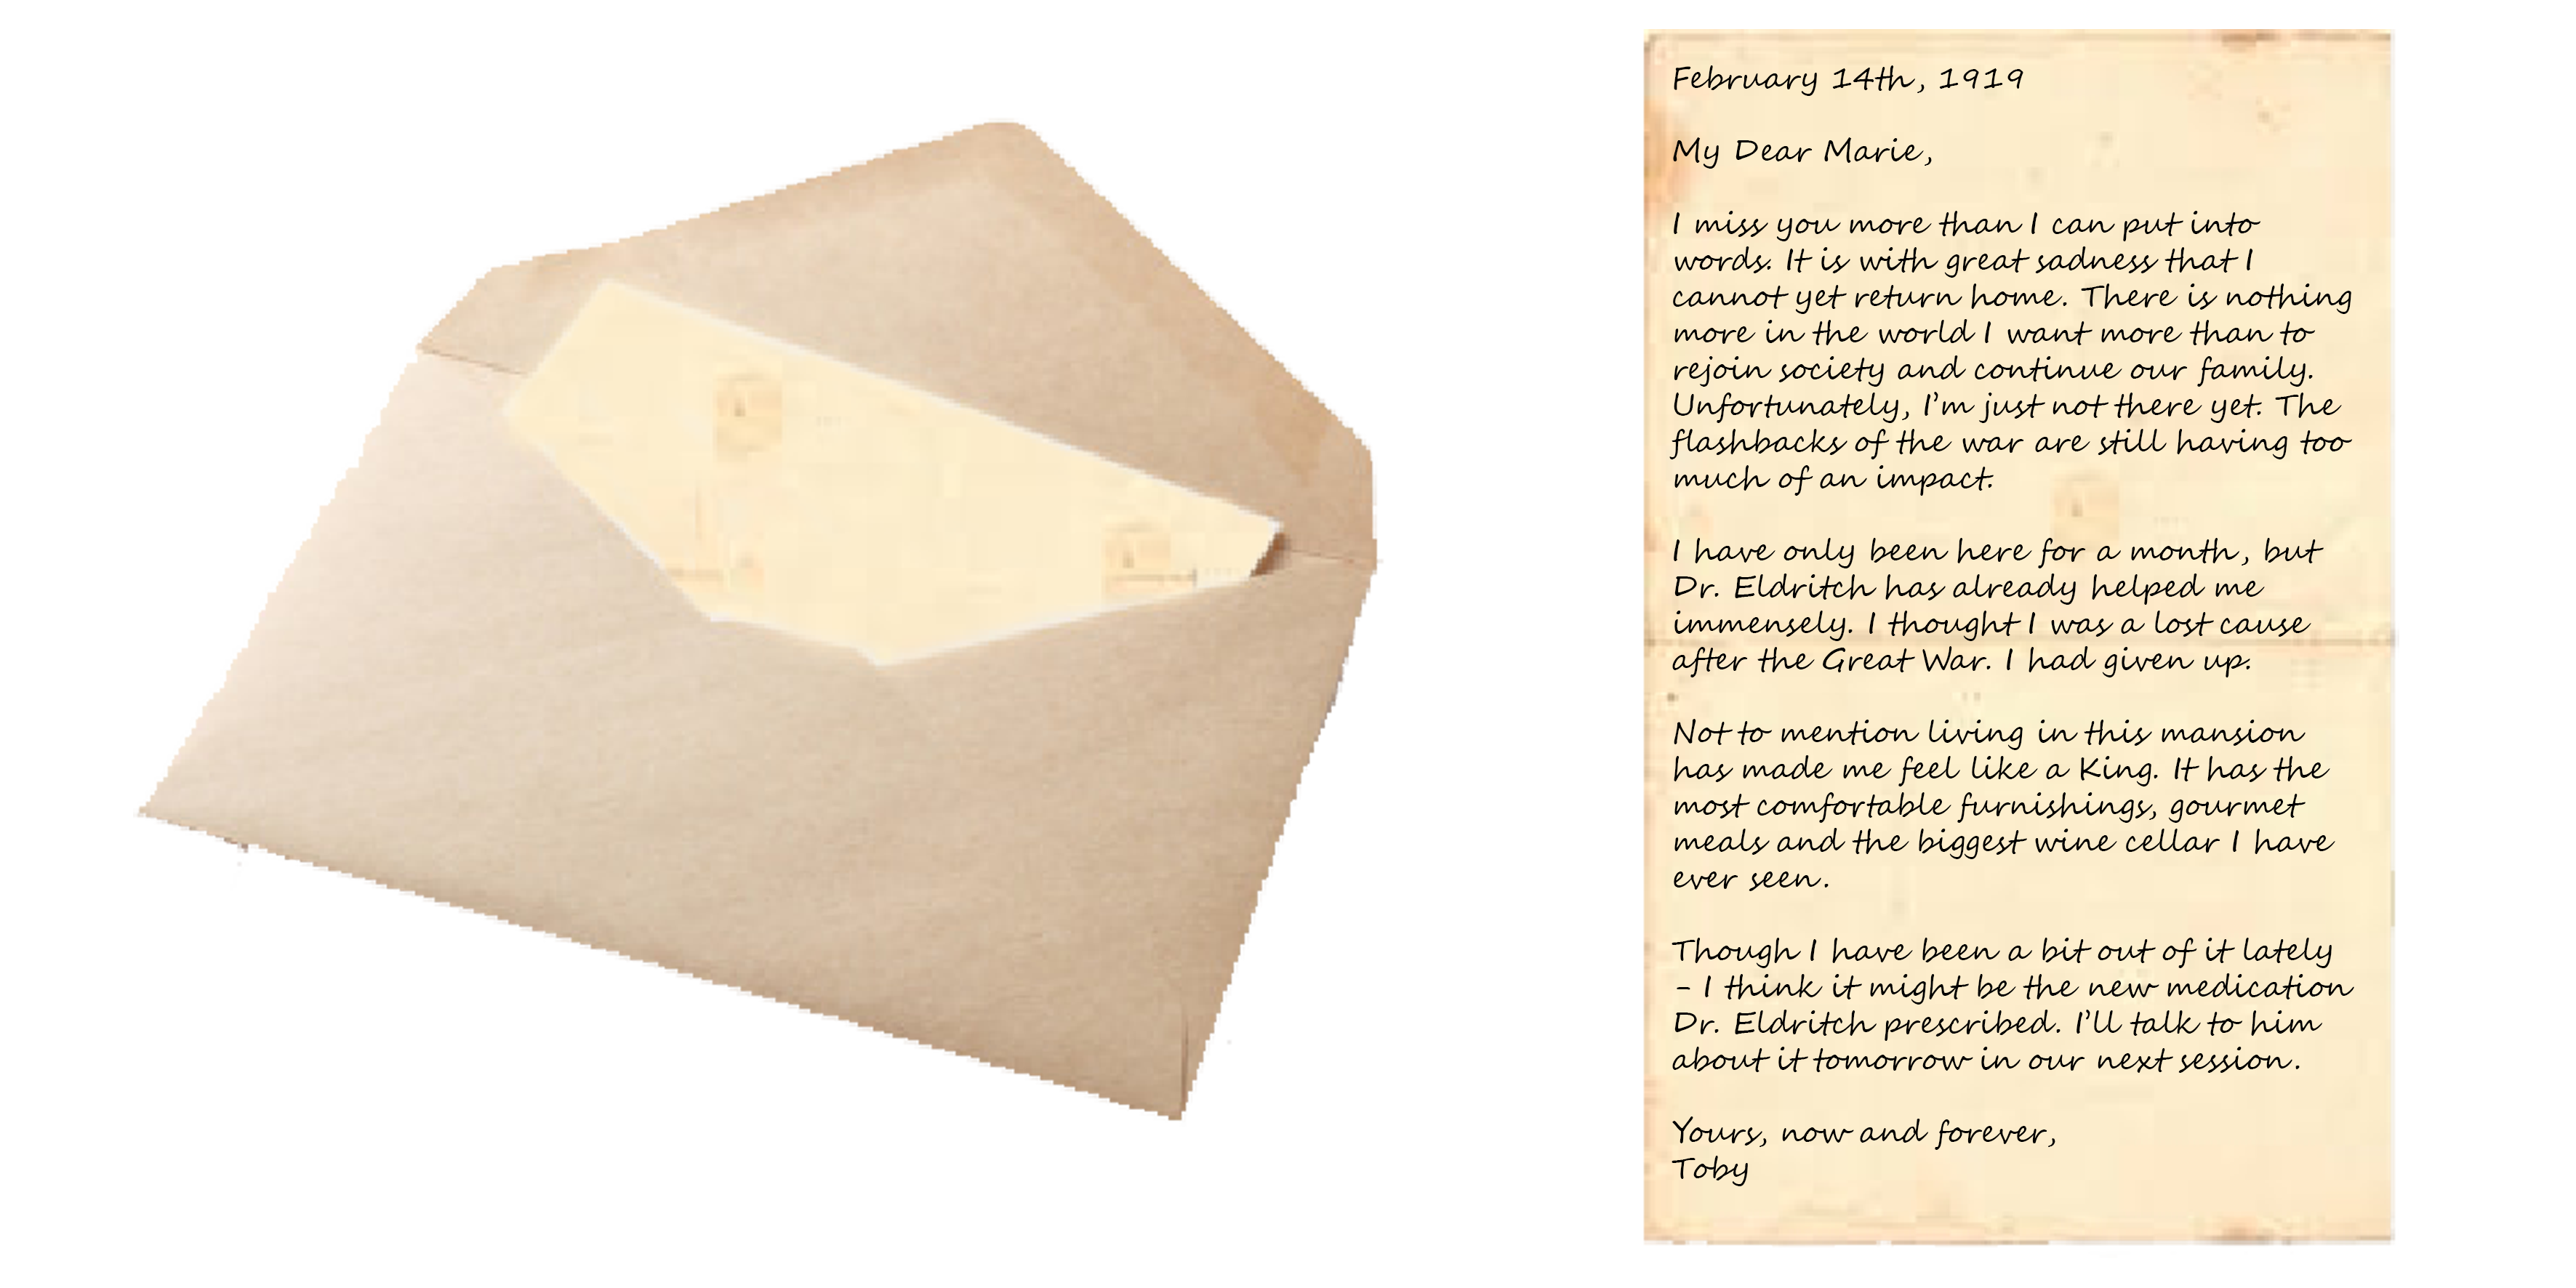 February 14th, 1919
My Dear Marie,
I miss you more than I can put into
words. It is with great sadness that I
cannot yet return home. There is nothing
more in the world I want more than to
rejoin society and continue our family.
Unfortunately, I'm just not there yet. The
flashbacks of the war are still having too
much of an impact.
I have only been here for a month, but
Dr. Eldritch has already helped me
immensely. I thought I was a lost cause
after the Great War. I had given up.
Not to mention living in this mansion
has made me feel like a King. It has the
most comfortable furnishings, gourmet
meals and the biggest wine cellar I have
ever seen.
Though I have been a bit out of it lately
- I think it might be the new medication
Dr. Eldritch prescribed. I'll talk to him
about it tomorrow in our next session.
Yours, now and forever,
Toby